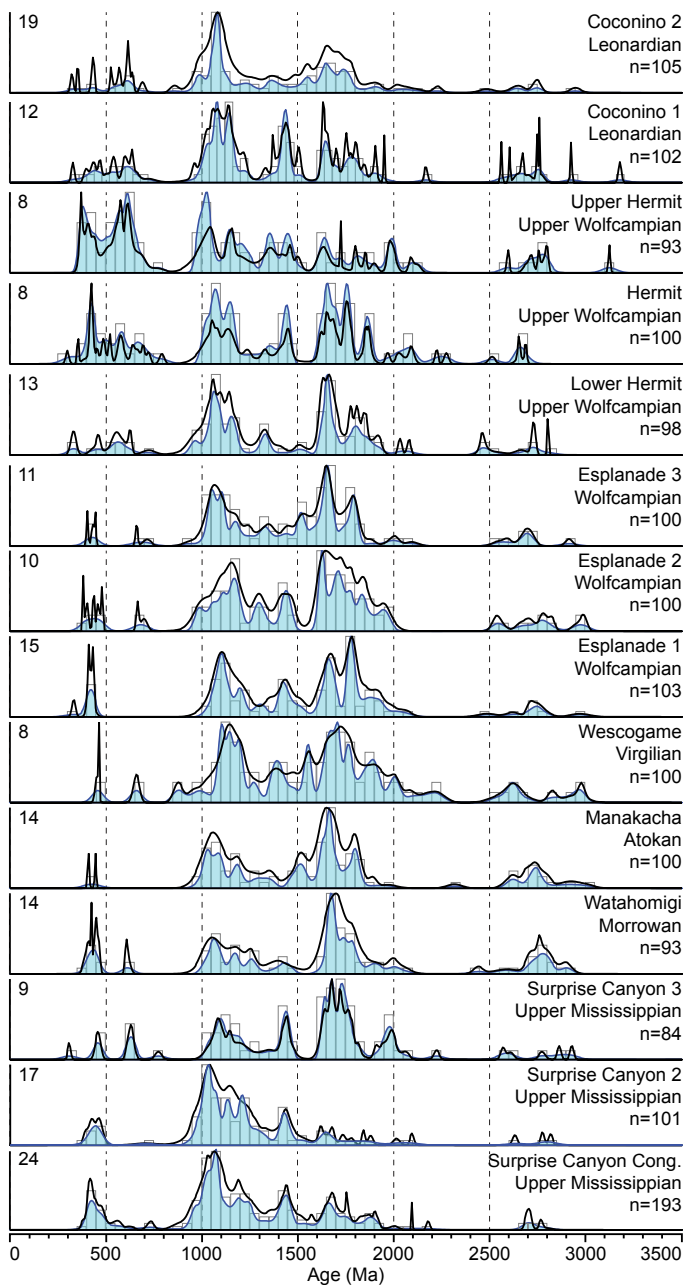 19
Coconino 2
Leonardian
n=105
12
Coconino 1
Leonardian
n=102
8
Upper Hermit
Upper Wolfcampian
n=93
8
Hermit
Upper Wolfcampian
n=100
13
Lower Hermit
Upper Wolfcampian
n=98
11
Esplanade 3
Wolfcampian
n=100
10
Esplanade 2
Wolfcampian
n=100
15
Esplanade 1
Wolfcampian
n=103
8
Wescogame
Virgilian
n=100
14
Manakacha
Atokan
n=100
14
Watahomigi
Morrowan
n=93
9
Surprise Canyon 3
Upper Mississippian
n=84
17
Surprise Canyon 2
Upper Mississippian
n=101
24
Surprise Canyon Cong.
Upper Mississippian
n=193
0 500 1000 1500 2000 2500 3000 3500
Age (Ma)